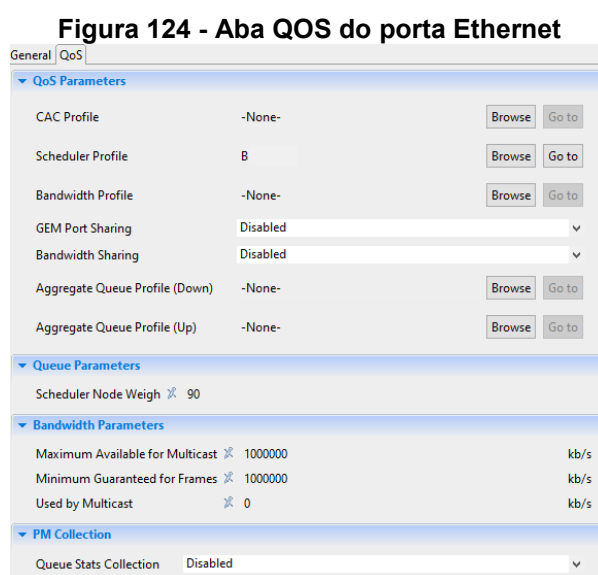 Figura 124 - Aba QOS do porta Ethernet
General QoS
QoS Parameters
CAC Profile -None- Browse Go to
Scheduler Profile B Browse Go to
Bandwidth Profile -None- Browse Go to
GEM Port Sharing Disabled
Bandwidth Sharing Disabled
Aggregate Queue Profile (Down) -None- Browse Go to
Aggregate Queue Profile (Up) -None- Browse Go to
Queue Parameters
Scheduler Node Weigh 90
Bandwidth Parameters
Maximum Available for Multicast 1000000 kb/s
Minimum Guaranteed for Frames 1000000 kb/s
Used by Multicast 0 kb/s
PM Collection
Queue Stats Collection Disabled